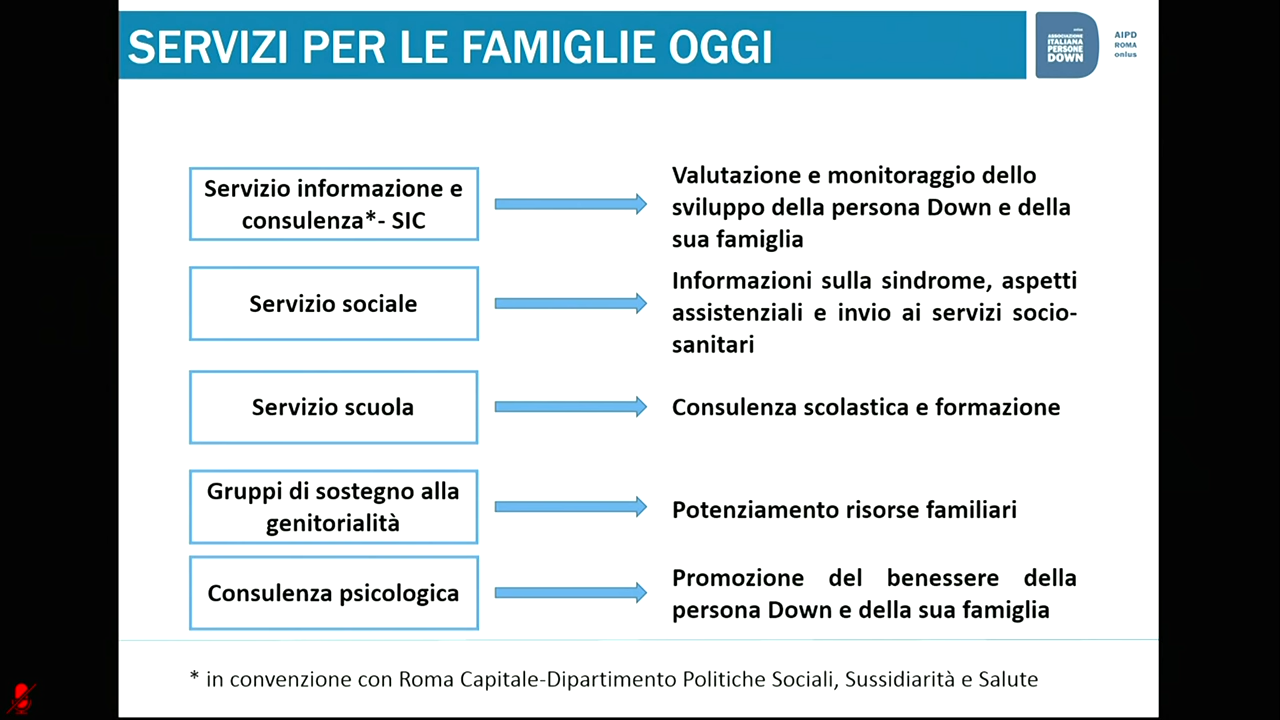 SERVIZI PER LE FAMIGLIE OGGI
ASSOCIAZIONE
ITALIANA
PERSONE
DOWN
AIPD
ROMA
onlus
Servizio informazione e
consulenza*- SIC
Valutazione e monitoraggio dello
sviluppo della persona Down e della
sua famiglia
Servizio sociale
Informazioni sulla sindrome, aspetti
assistenziali e invio ai servizi socio-
sanitari
Servizio scuola
Consulenza scolastica e formazione
Gruppi di sostegno alla
genitorialità
Potenziamento risorse familiari
Consulenza psicologica
Promozione del benessere della
persona Down e della sua famiglia
* in convenzione con Roma Capitale-Dipartimento Politiche Sociali, Sussidiarità e Salute